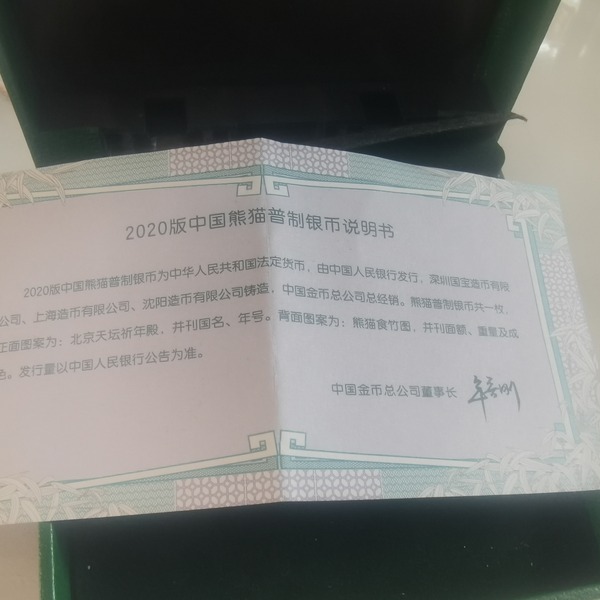 2020版中国熊猫普制银币说明书
2020版中国熊猫普制银币为中华人民共和国法定货币，由中国人民银行发行，深圳国宝造币有限
公司、上海造币有限公司、沈阳造币有限公司铸造，中国金币总公司总经销。熊猫普制银币共一枚，
正面图案为：北京天坛祈年殿，并刊国名、年号。背面图案为：熊猫食竹图，并刊面额、重量及成
色。发行量以中国人民银行公告为准。
中国金币总公司董事长